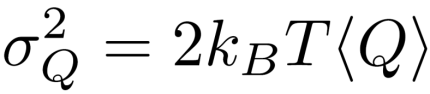 σ_Q^2 = 2k_BT⟨Q⟩